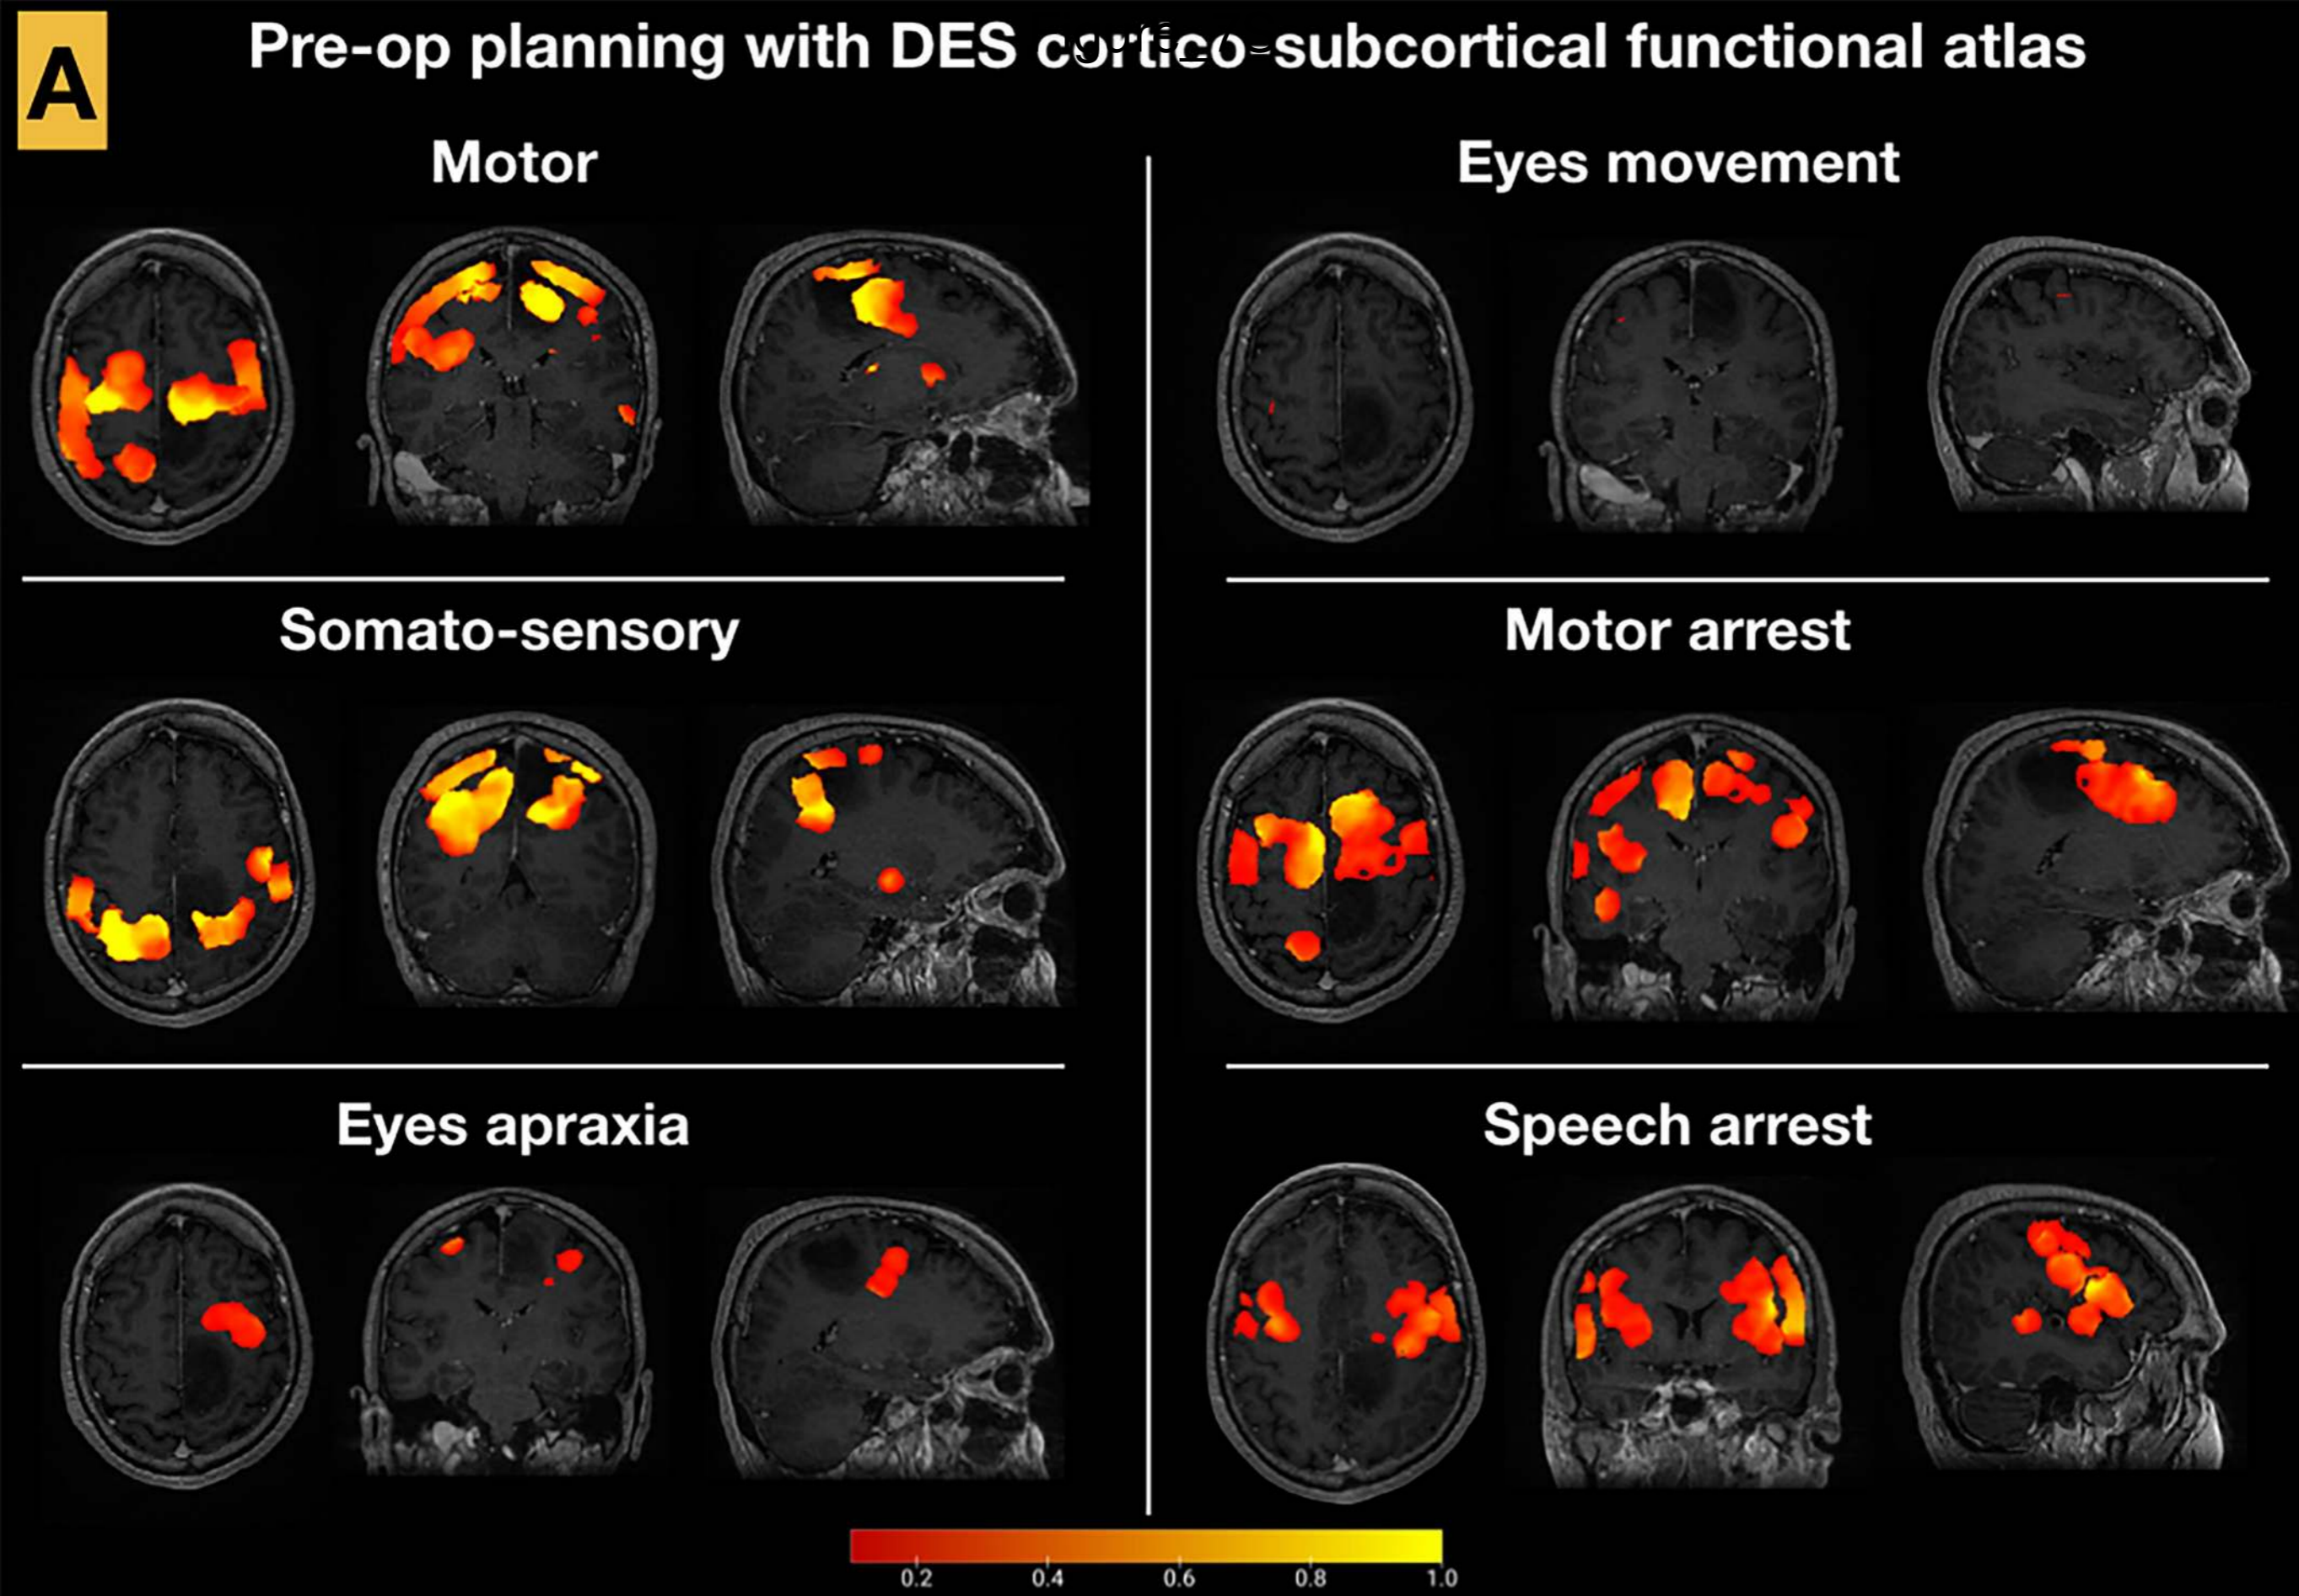 A
Pre-op planning with DES cortico-subcortical functional atlas
Motor
Eyes movement
Somato-sensory
Motor arrest
Eyes apraxia
Speech arrest
0.2 0.4 0.6 0.8 1.0